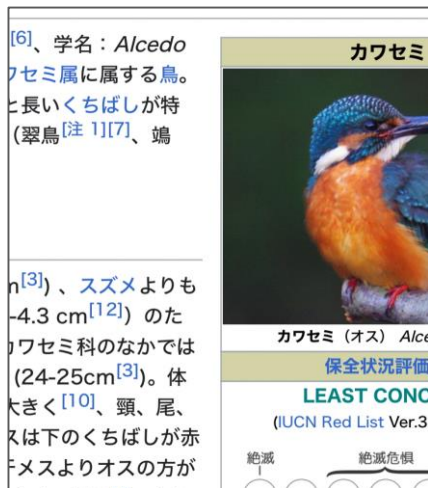 [6]、学名：Alcedo
ワセミ属に属する鳥。
と長いくちばしが特
（翠鳥[注 1][7]、鴗
m[3]）、スズメよりも
-4.3 cm[12]）のた
カワセミ科のなかでは
（24-25cm[3]）。体
大きく[10]、頸、尾、
スは下のくちばしが赤
メスよりオスの方が
カワセミ
カワセミ（オス） Alce
保全状況評価
LEAST CONC
(IUCN Red List Ver.3
絶滅
絶滅危惧